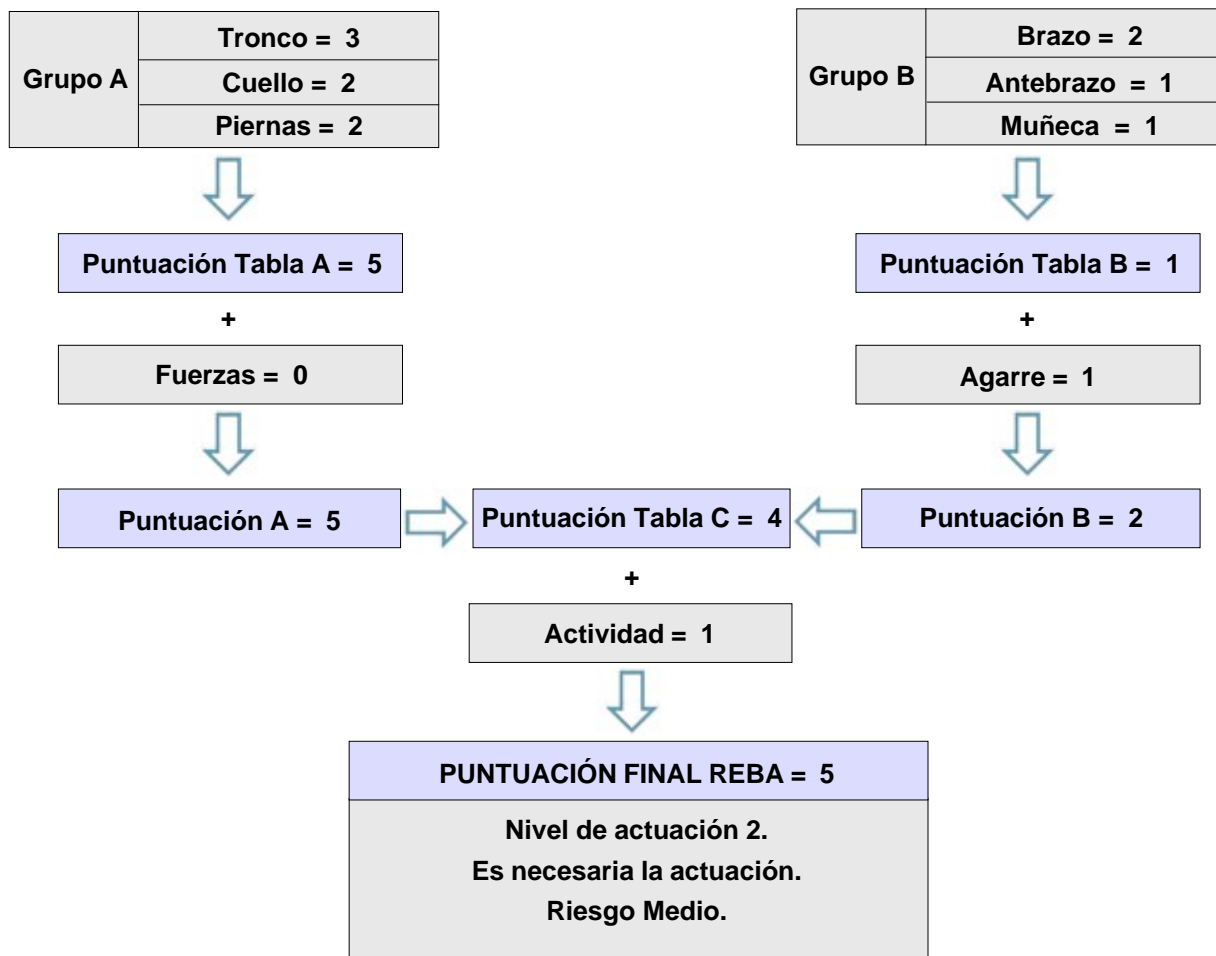 Grupo A
Tronco = 3
Cuello = 2
Piernas = 2
Grupo B
Brazo = 2
Antebrazo = 1
Muñeca = 1
Puntuación Tabla A = 5
Puntuación Tabla B = 1
+
+
Fuerzas = 0
Agarre = 1
Puntuación A = 5
Puntuación Tabla C = 4
Puntuación B = 2
+
Actividad = 1
PUNTUACIÓN FINAL REBA = 5
Nivel de actuación 2.
Es necesaria la actuación.
Riesgo Medio.